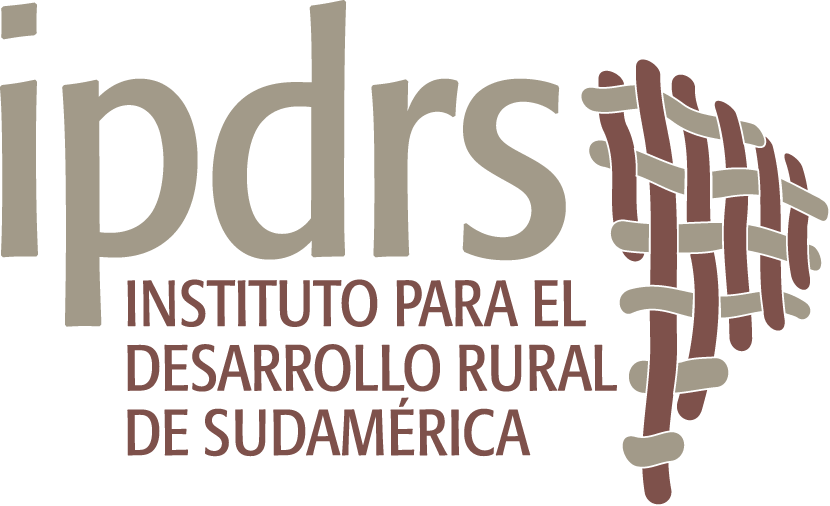 ipdrs
INSTITUTO PARA EL
DESARROLLO RURAL
DE SUDAMÉRICA